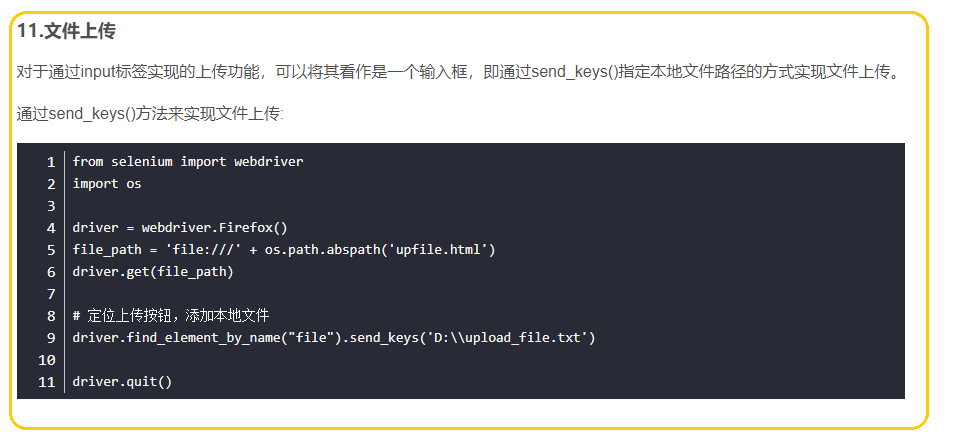 11.文件上传
对于通过input标签实现的上传功能，可以将其看作是一个输入框，即通过send_keys()指定本地文件路径的方式实现文件上传。
通过send_keys()方法来实现文件上传:
1 from selenium import webdriver
2 import os
3
4 driver = webdriver.Firefox()
5 file_path = 'file:///' + os.path.abspath('upfile.html')
6 driver.get(file_path)
7
8 # 定位上传按钮，添加本地文件
9 driver.find_element_by_name("file").send_keys('D:\\upload_file.txt')
10
11 driver.quit()